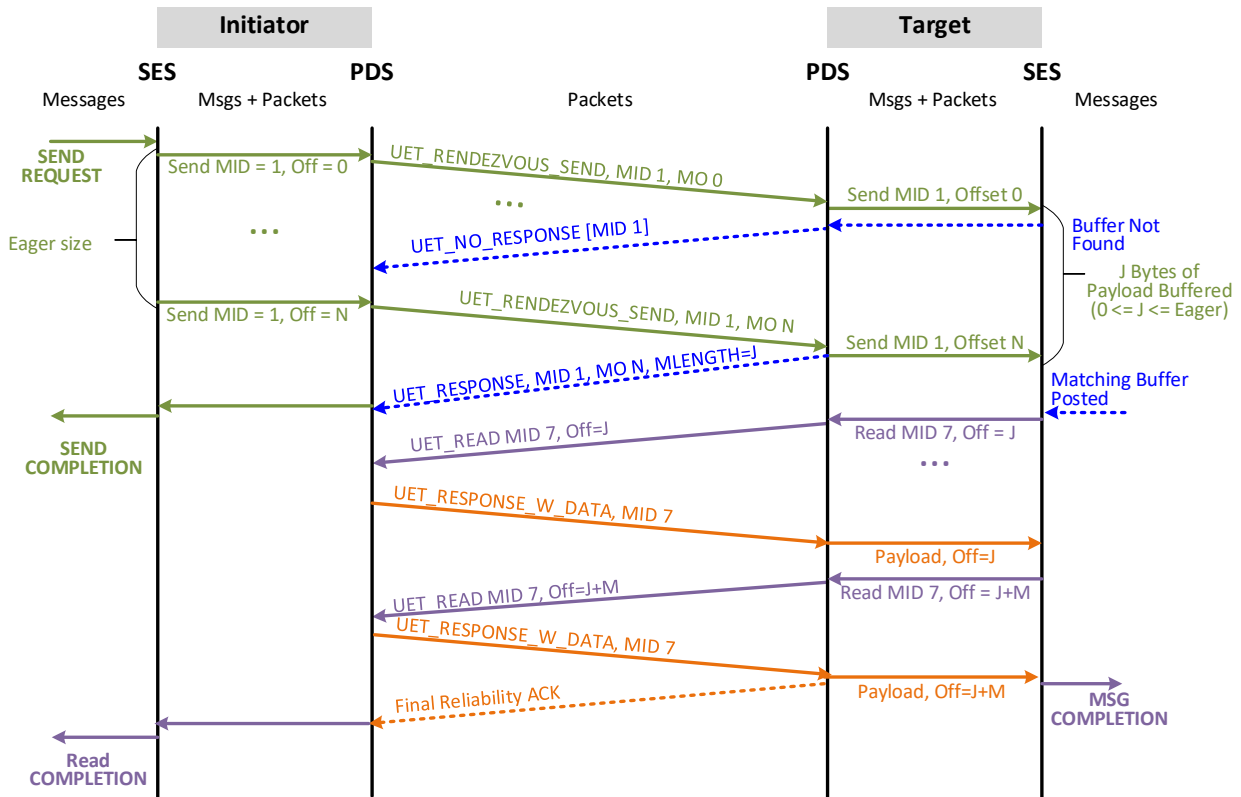 Initiator
Target
SES
PDS
PDS
SES
Messages
Msgs + Packets
Packets
Msgs + Packets
Messages
SEND
REQUEST
Send MID = 1, Off = 0
UET_RENDEZVOUS_SEND, MID 1, MO 0
Send MID 1, Offset 0
...
...
Eager size
UET_NO_RESPONSE [MID 1]
Buffer Not
Found
J Bytes of
Payload Buffered
(0 <= J <= Eager)
Send MID = 1, Off = N
UET_RENDEZVOUS_SEND, MID 1, MO N
Send MID 1, Offset N
UET_RESPONSE, MID 1, MO N, MLENGTH=J
Matching Buffer
Posted
SEND
COMPLETION
UET_READ MID 7, Off=J
Read MID 7, Off = J
...
UET_RESPONSE_W_DATA, MID 7
Payload, Off=J
UET_READ MID 7, Off=J+M
Read MID 7, Off = J+M
UET_RESPONSE_W_DATA, MID 7
Payload, Off=J+M
Final Reliability ACK
MSG
COMPLETION
Read
COMPLETION